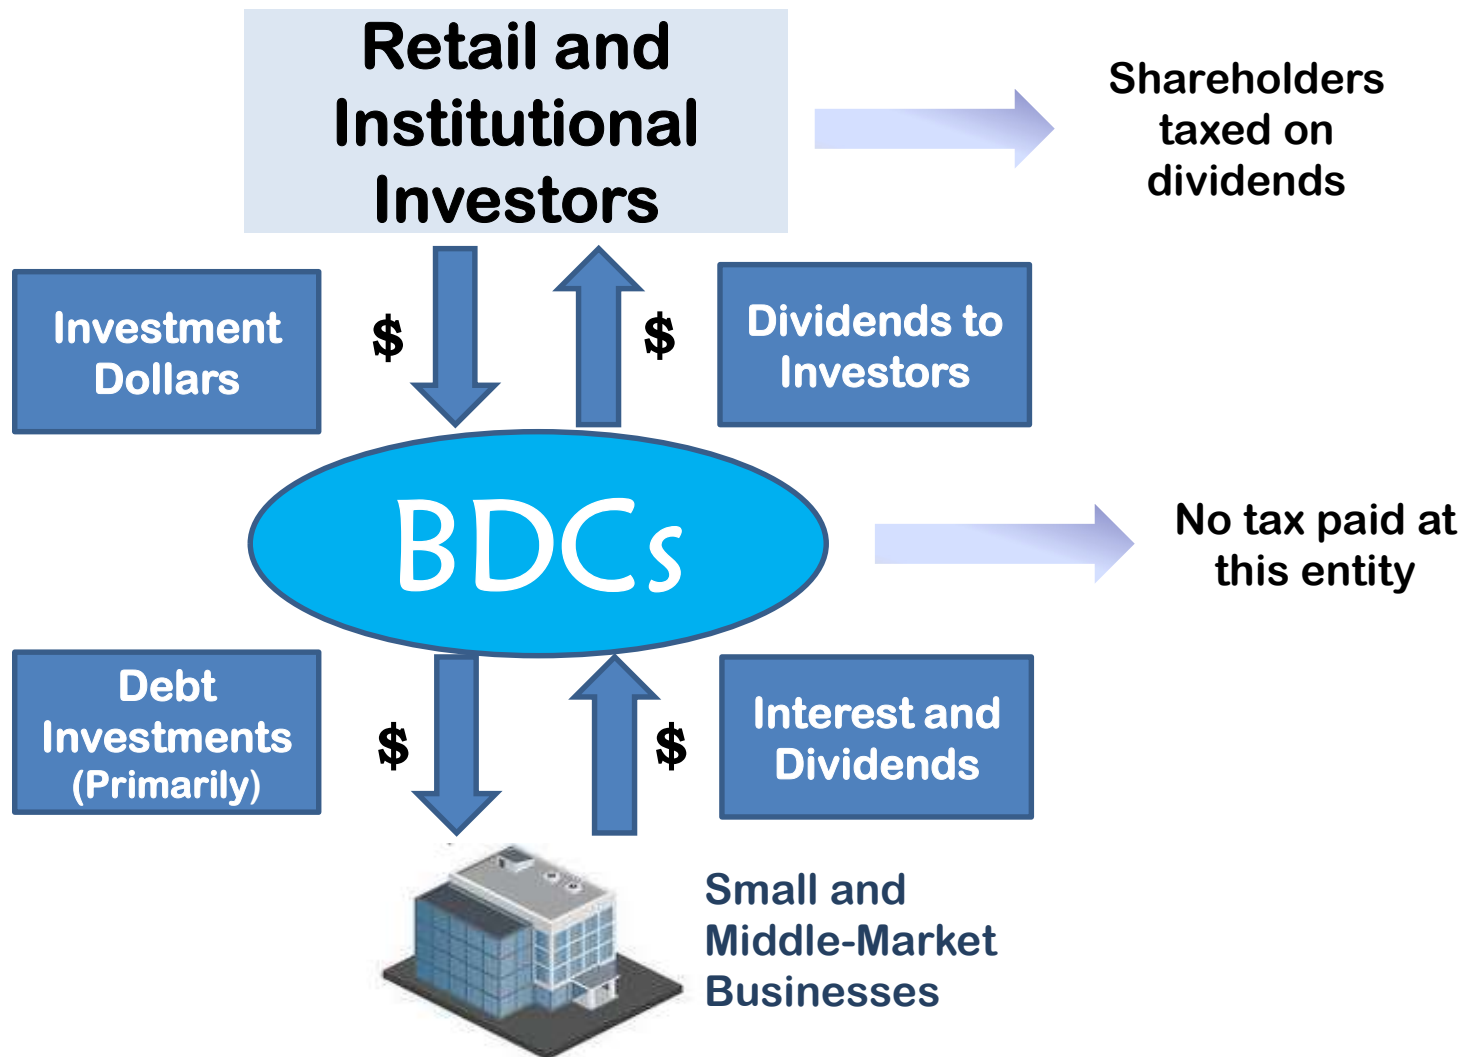 Retail and
Institutional
Investors
Shareholders
taxed on
dividends
Investment
Dollars
$
$
Dividends to
Investors
BDCs
No tax paid at
this entity
Debt
Investments
(Primarily)
$
$
Interest and
Dividends
Small and
Middle-Market
Businesses